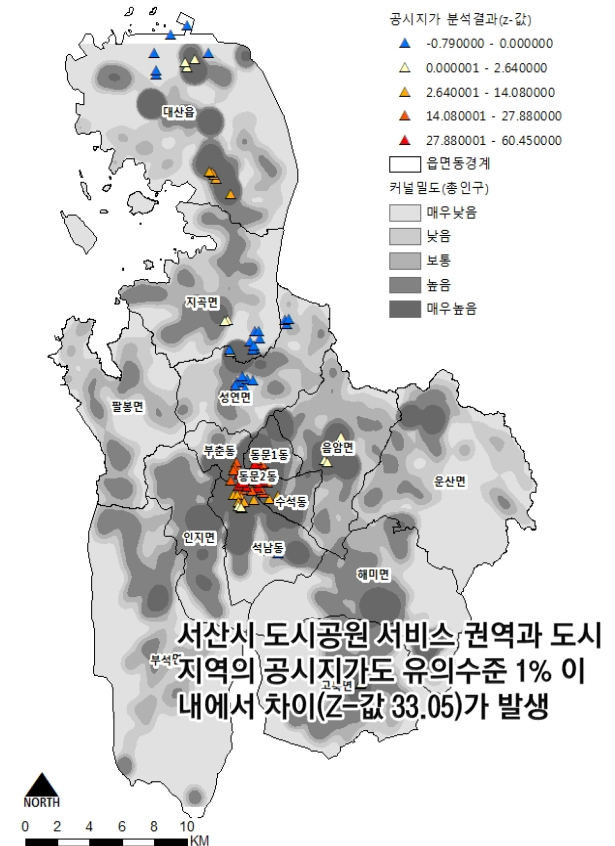 공시지가 분석결과(z-값)
-0.790000 - 0.000000
0.000001 - 2.640000
2.640001 - 14.080000
14.080001 - 27.880000
27.880001 - 60.450000
읍면동경계
커널밀도(총인구)
매우낮음
낮음
보통
높음
매우높음
대산읍
지곡면
팔봉면
성연면
부춘동
동문1동
음암면
동문2동
운산면
수석동
인지면
석남동
해미면
부석면
고북면
서산시 도시공원 서비스 권역과 도시
지역의 공시지가도 유의수준 1% 이
내에서 차이(Z-값 33.05)가 발생
NORTH
0 2 4 6 8 10
KM